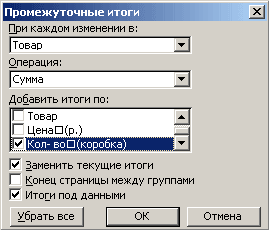 Промежуточные итоги
При каждом изменении в:
Товар
Операция:
Сумма
Добавить итоги по:
Товар
Цена□(р.)
Кол- во□(коробка)
Заменить текущие итоги
Конец страницы между группами
Итоги под данными
Убрать все
OK
Отмена